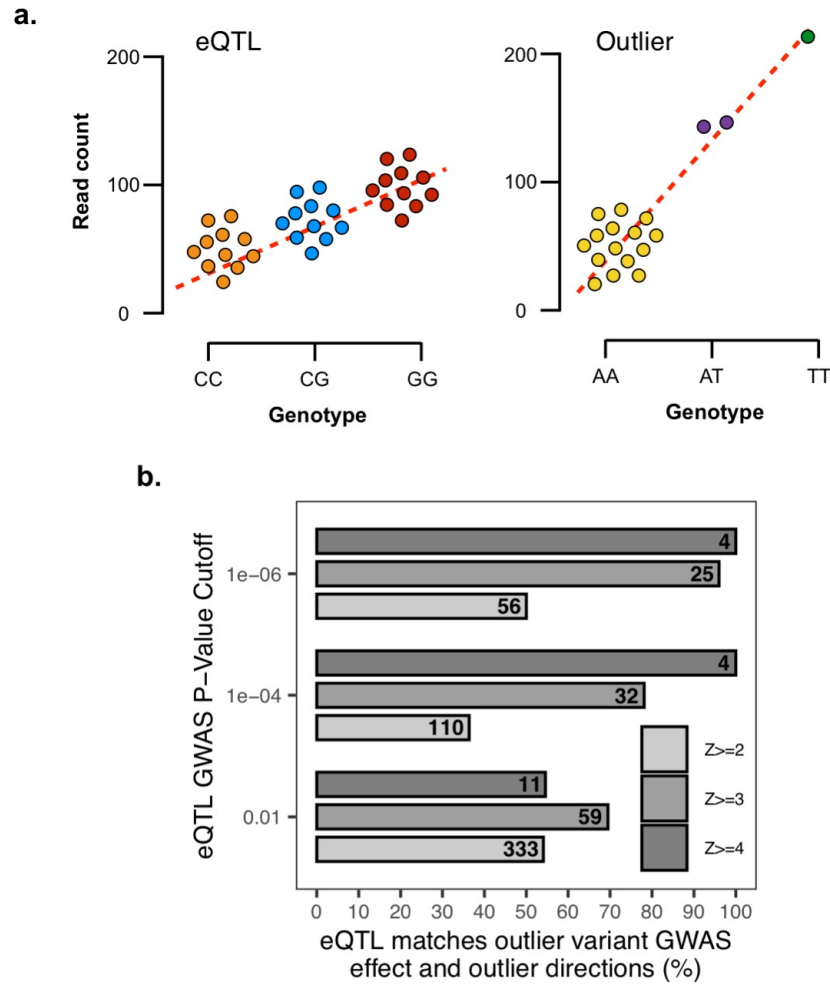 a.
eQTL
Outlier
Read count
200
100
0
200
100
0
CC CG GG
AA AT TT
Genotype
Genotype
b.
eQTL GWAS P-Value Cutoff
1e-06
1e-04
0.01
4
25
56
4
32
110
11
59
333
Z>=2
Z>=3
Z>=4
0 10 20 30 40 50 60 70 80 90 100
eQTL matches outlier variant GWAS
effect and outlier directions (%)